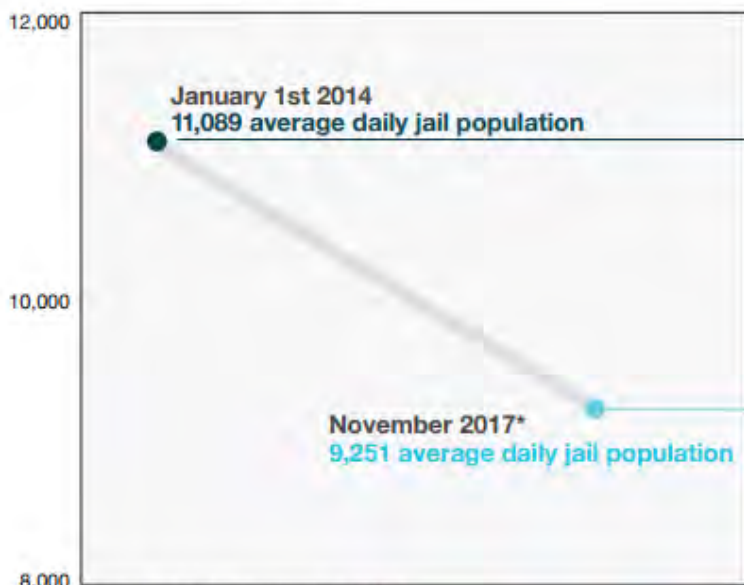 12,000
January 1st 2014
11,089 average daily jail population
10,000
November 2017*
9,251 average daily jail population
8,000